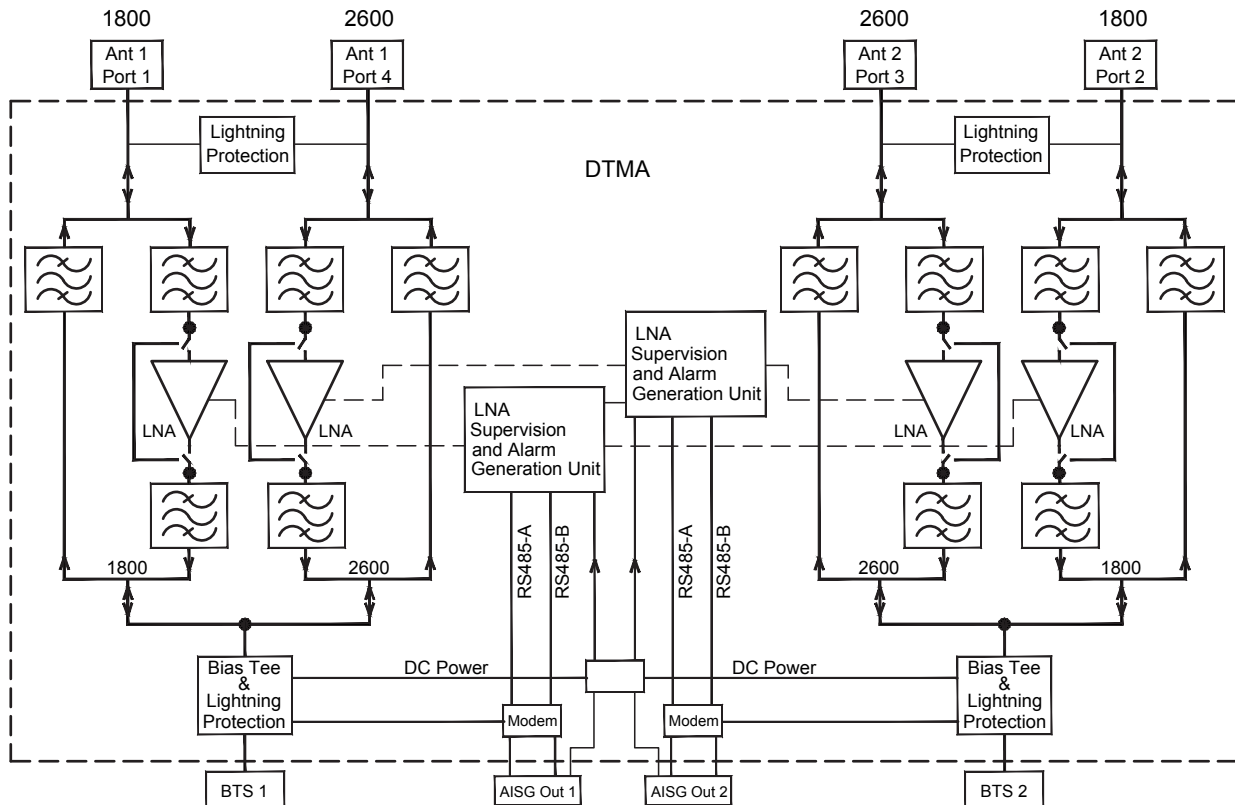 1800
2600
2600
1800
Ant 1
Port 1
Ant 1
Port 4
Ant 2
Port 3
Ant 2
Port 2
Lightning
Protection
Lightning
Protection
DTMA
LNA
Supervision
and Alarm
Generation Unit
LNA
Supervision
and Alarm
Generation Unit
LNA
LNA
LNA
LNA
RS485-A
RS485-B
RS485-A
RS485-B
1800
2600
2600
1800
Bias Tee
&
Lightning
Protection
DC Power
DC Power
Bias Tee
&
Lightning
Protection
Modem
Modem
BTS 1
AISG Out 1
AISG Out 2
BTS 2